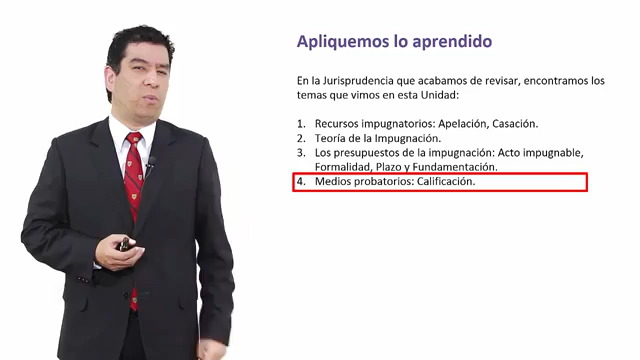 Apliquemos lo aprendido
En la Jurisprudencia que acabamos de revisar, encontramos los
temas que vimos en esta Unidad:
1. Recursos impugnatorios: Apelación, Casación.
2. Teoría de la Impugnación.
3. Los presupuestos de la impugnación: Acto impugnable,
Formalidad, Plazo y Fundamentación.
4. Medios probatorios: Calificación.